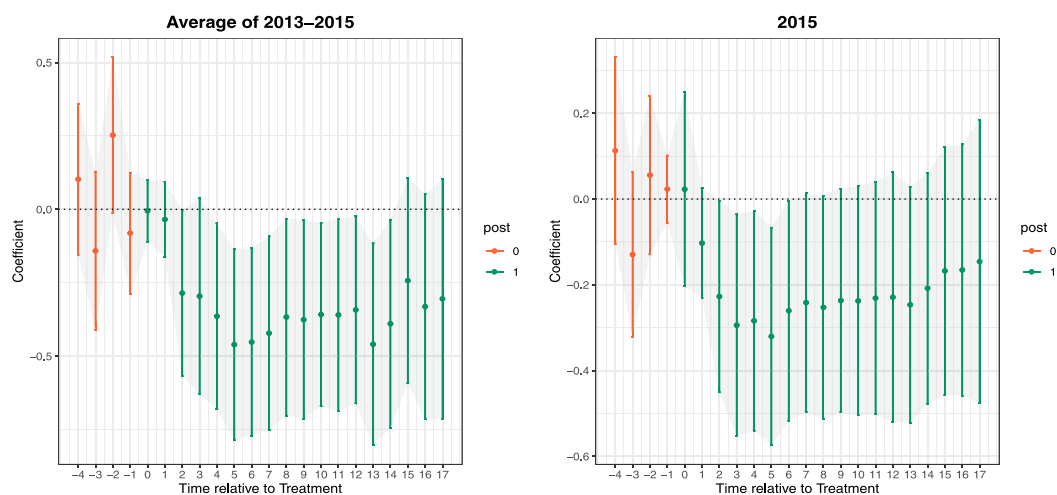 Average of 2013–2015
0.5
0.0
−0.5
Coefficient
−4 −3 −2 −1 0 1 2 3 4 5 6 7 8 9 10 11 12 13 14 15 16 17
Time relative to Treatment
post
0
1
2015
0.2
0.0
−0.2
−0.4
−0.6
Coefficient
−4 −3 −2 −1 0 1 2 3 4 5 6 7 8 9 10 11 12 13 14 15 16 17
Time relative to Treatment
post
0
1